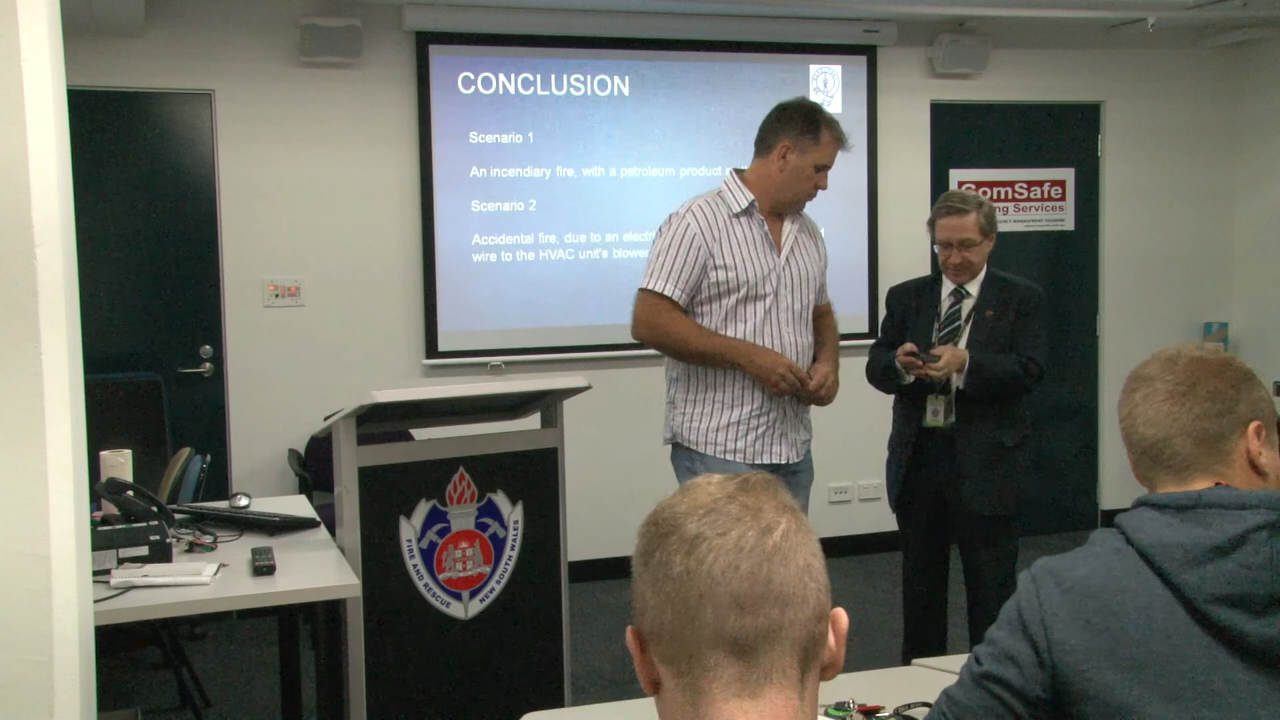 CONCLUSION
Scenario 1
An incendiary fire, with a petroleum product
Scenario 2
Accidental fire, due to an
wire to the HVAC unit's
ComSafe
Services
FIRE AND RESCUE
NEW SOUTH WALES